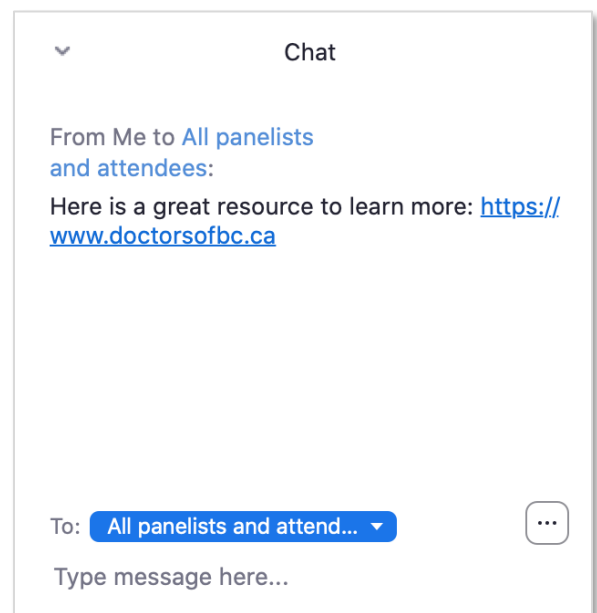 Chat
From Me to All panelists
and attendees:
Here is a great resource to learn more: https://
www.doctorsofbc.ca
To: All panelists and attend...
Type message here...